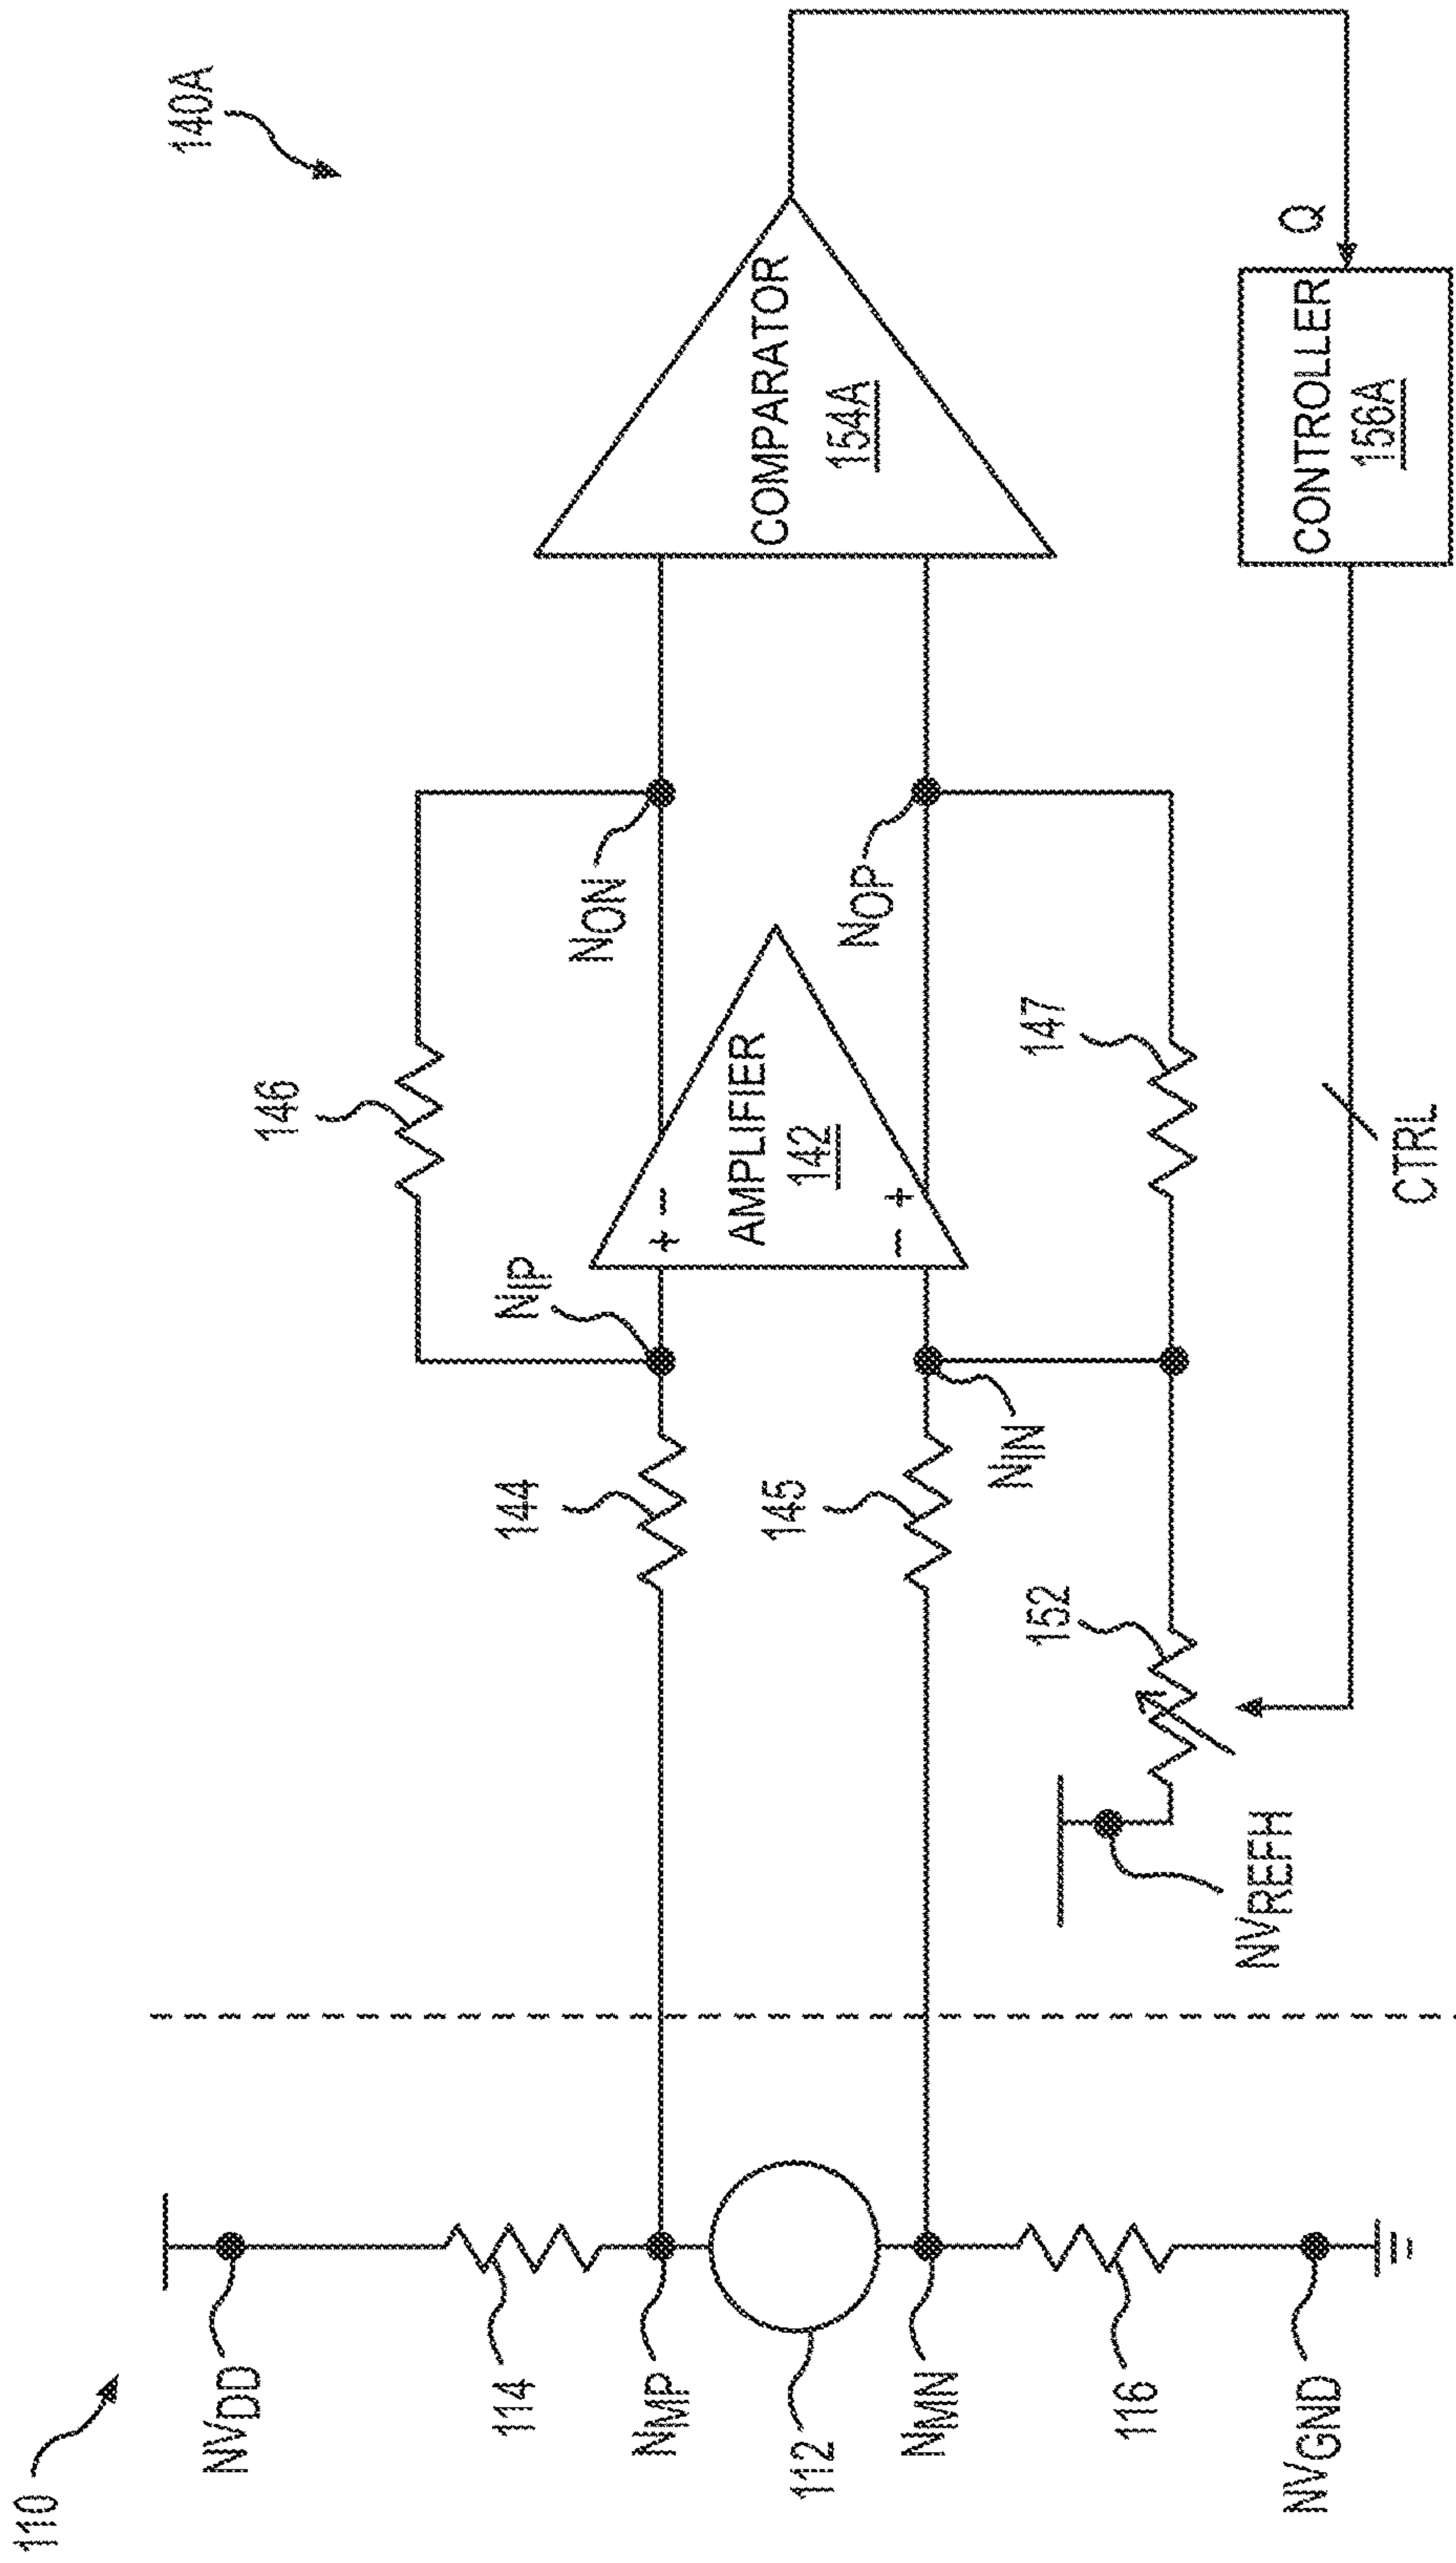 110
140A
NVDD
114
NMP
112
NMN
116
NVGND
144
145
NIP
NIN
146
147
152
NVREFH
+ -
- +
AMPLIFIER
142
NON
NOP
COMPARATOR
154A
Q
CONTROLLER
156A
CTRL